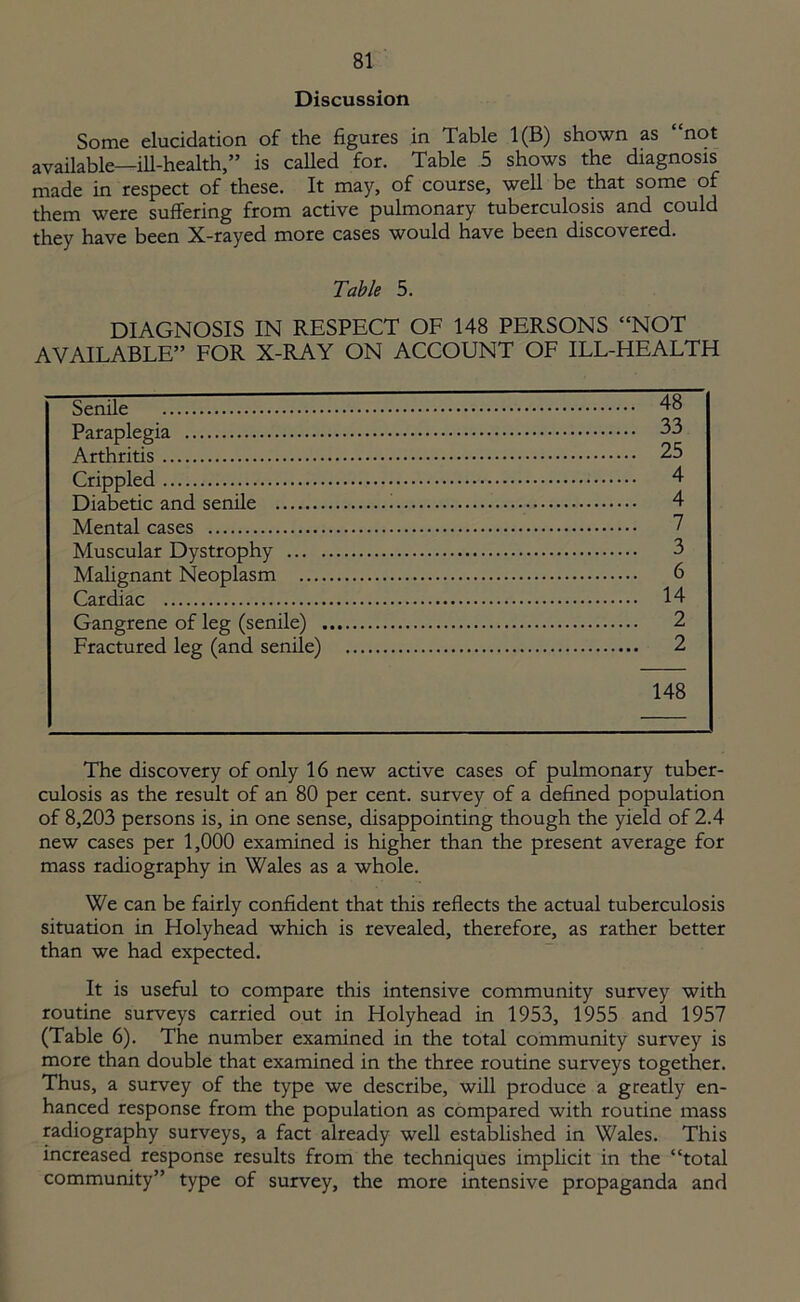 81
Discussion
Some elucidation of the figures in Table 1(B) shown as “not
available—ill-health,” is called for. Table 5 shows the diagnosis
made in respect of these. It may, of course, well be that some of
them were suffering from active pulmonary tuberculosis and could
they have been X-rayed more cases would have been discovered.
Table 5.
DIAGNOSIS IN RESPECT OF 148 PERSONS “NOT
AVAILABLE” FOR X-RAY ON ACCOUNT OF ILL-HEALTH
Senile ..... 48
Paraplegia ..... 33
Arthritis ..... 25
Crippled ..... 4
Diabetic and senile ..... 4
Mental cases ..... 7
Muscular Dystrophy ..... 3
Malignant Neoplasm ..... 6
Cardiac ..... 14
Gangrene of leg (senile) ..... 2
Fractured leg (and senile) ..... 2
148
The discovery of only 16 new active cases of pulmonary tuber-
culosis as the result of an 80 per cent. survey of a defined population
of 8,203 persons is, in one sense, disappointing though the yield of 2.4
new cases per 1,000 examined is higher than the present average for
mass radiography in Wales as a whole.
We can be fairly confident that this reflects the actual tuberculosis
situation in Holyhead which is revealed, therefore, as rather better
than we had expected.
It is useful to compare this intensive community survey with
routine surveys carried out in Holyhead in 1953, 1955 and 1957
(Table 6). The number examined in the total community survey is
more than double that examined in the three routine surveys together.
Thus, a survey of the type we describe, will produce a greatly en-
hanced response from the population as compared with routine mass
radiography surveys, a fact already well established in Wales. This
increased response results from the techniques implicit in the “total
community” type of survey, the more intensive propaganda and